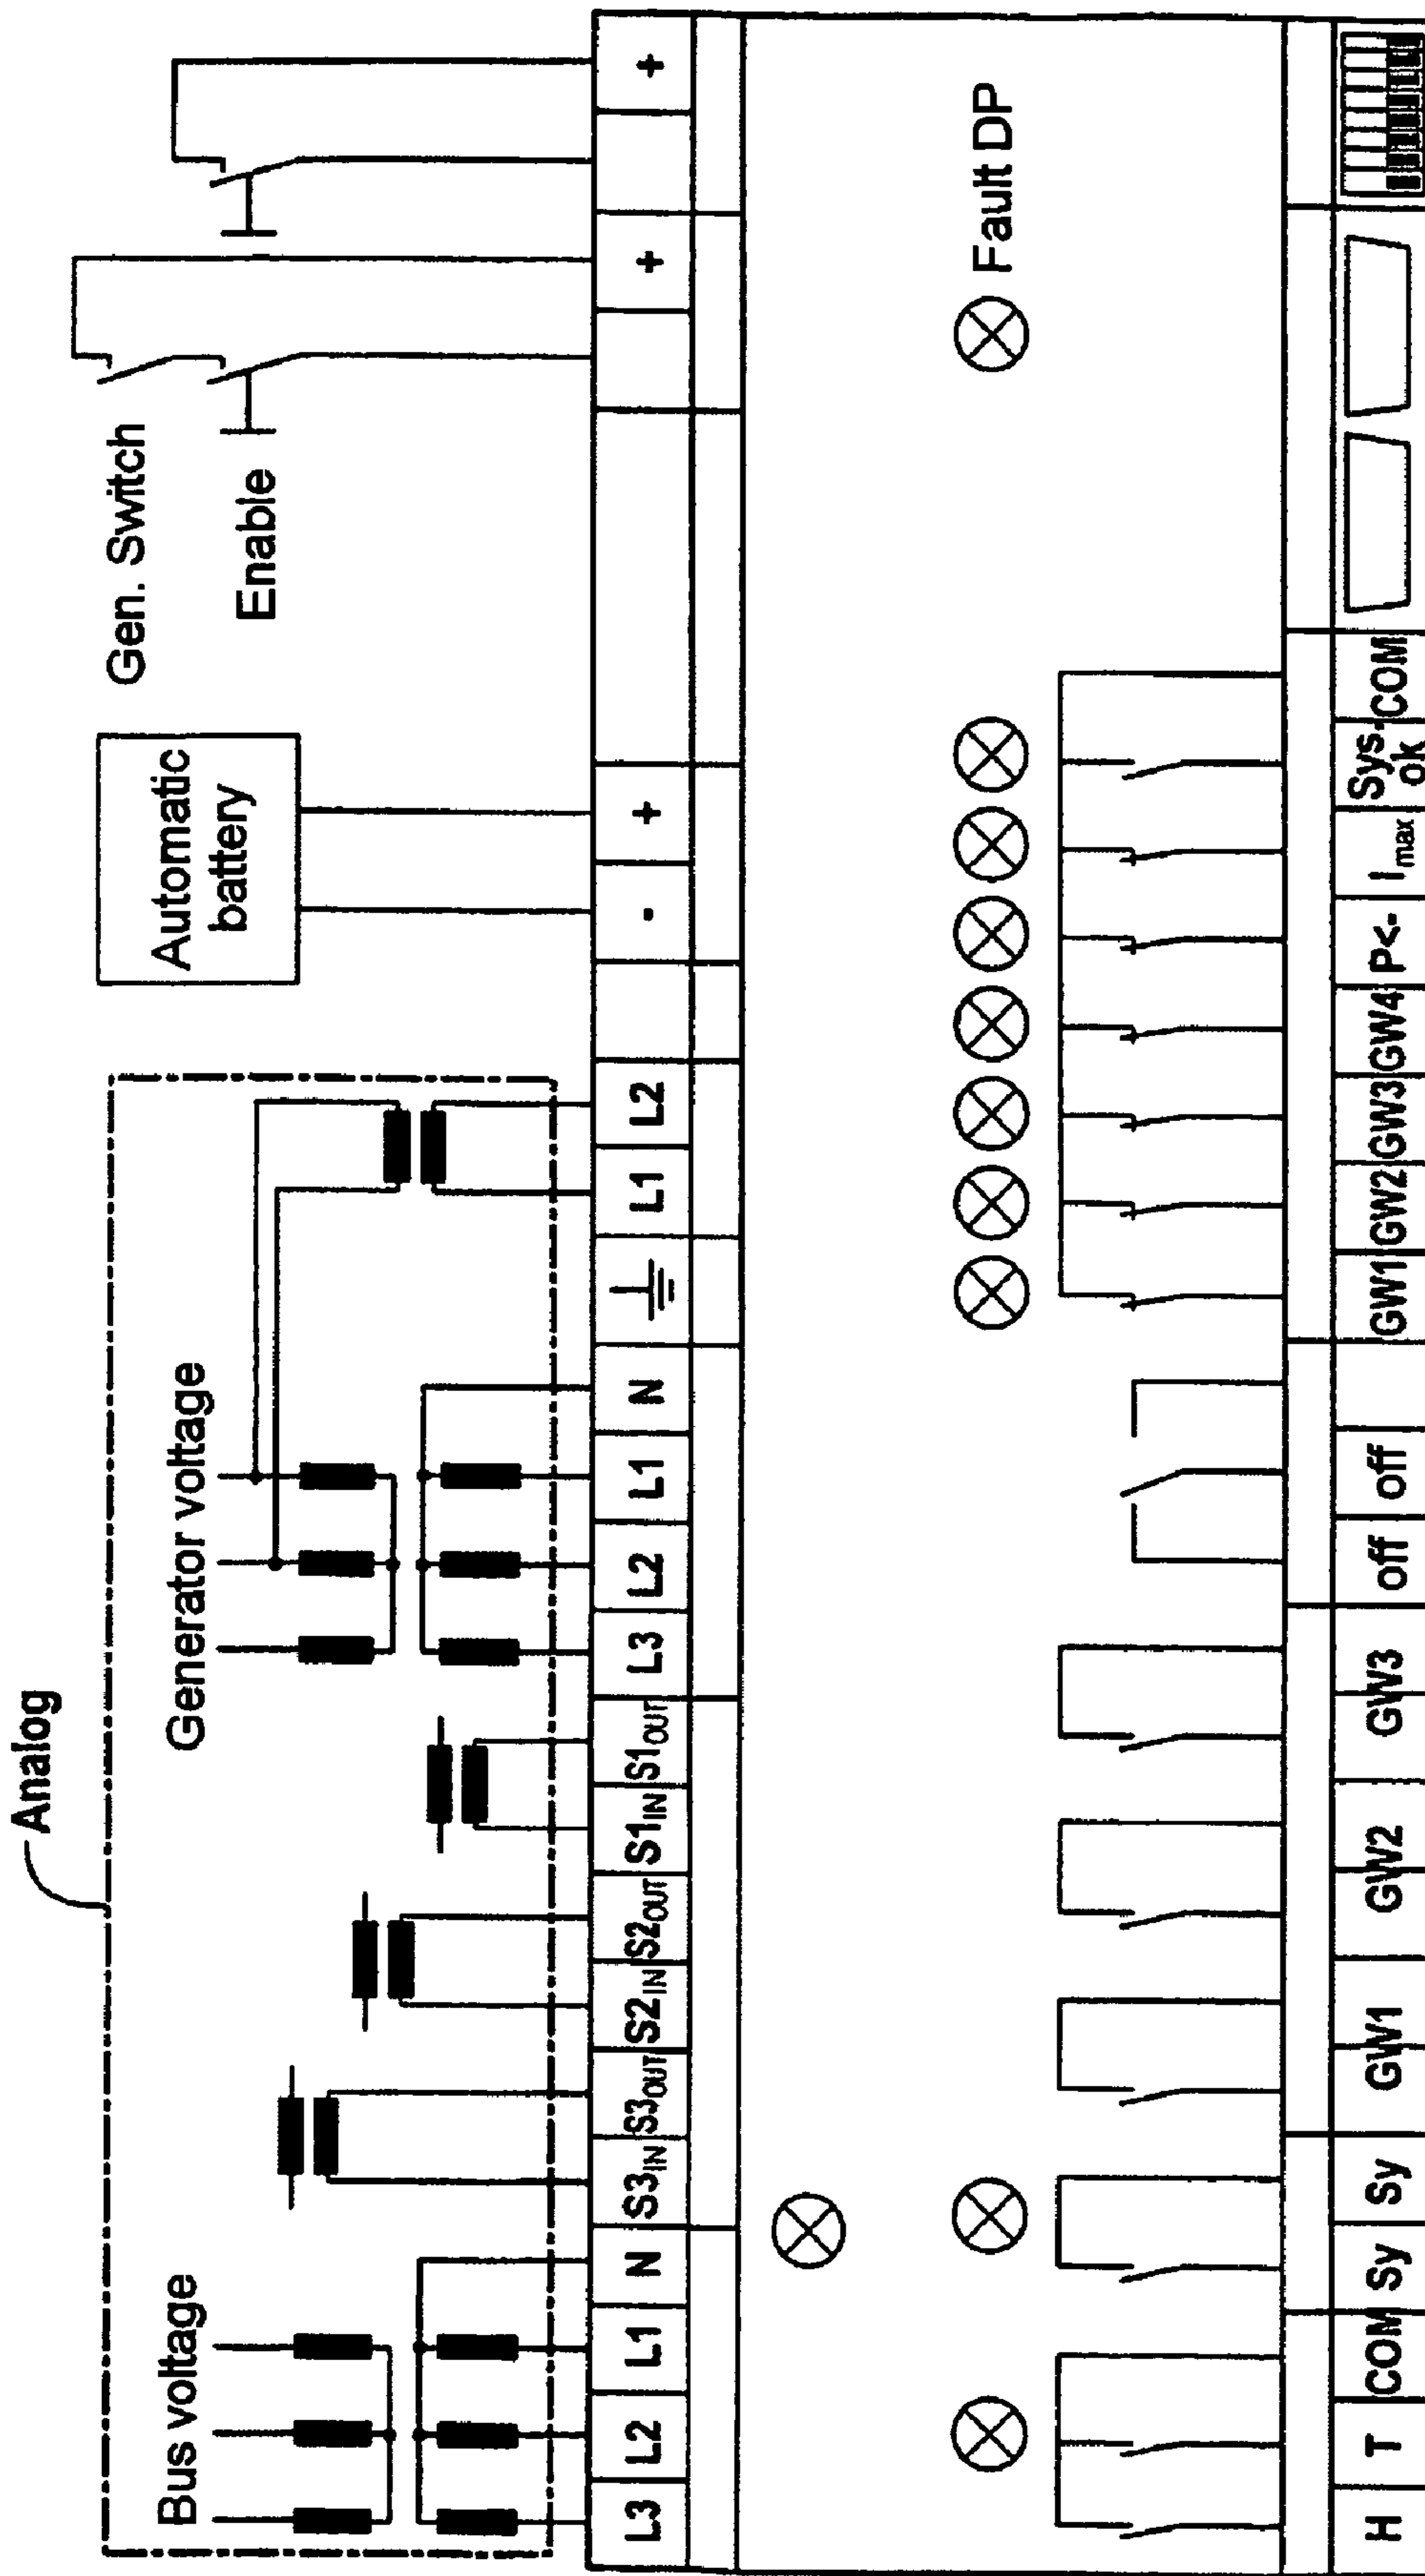 Analog
Bus voltage
Generator voltage
Automatic
battery
Gen. Switch
Enable
L3 L2 L1 N S3IN S3OUT S2IN S2OUT S1IN S1OUT L3 L2 L1 N L1 L2 - + + +
Fault DP
H T COM Sy Sy GW1 GW2 GW3 off off GW1 GW2 GW3 GW4 P<- Imax Sys. ok COM